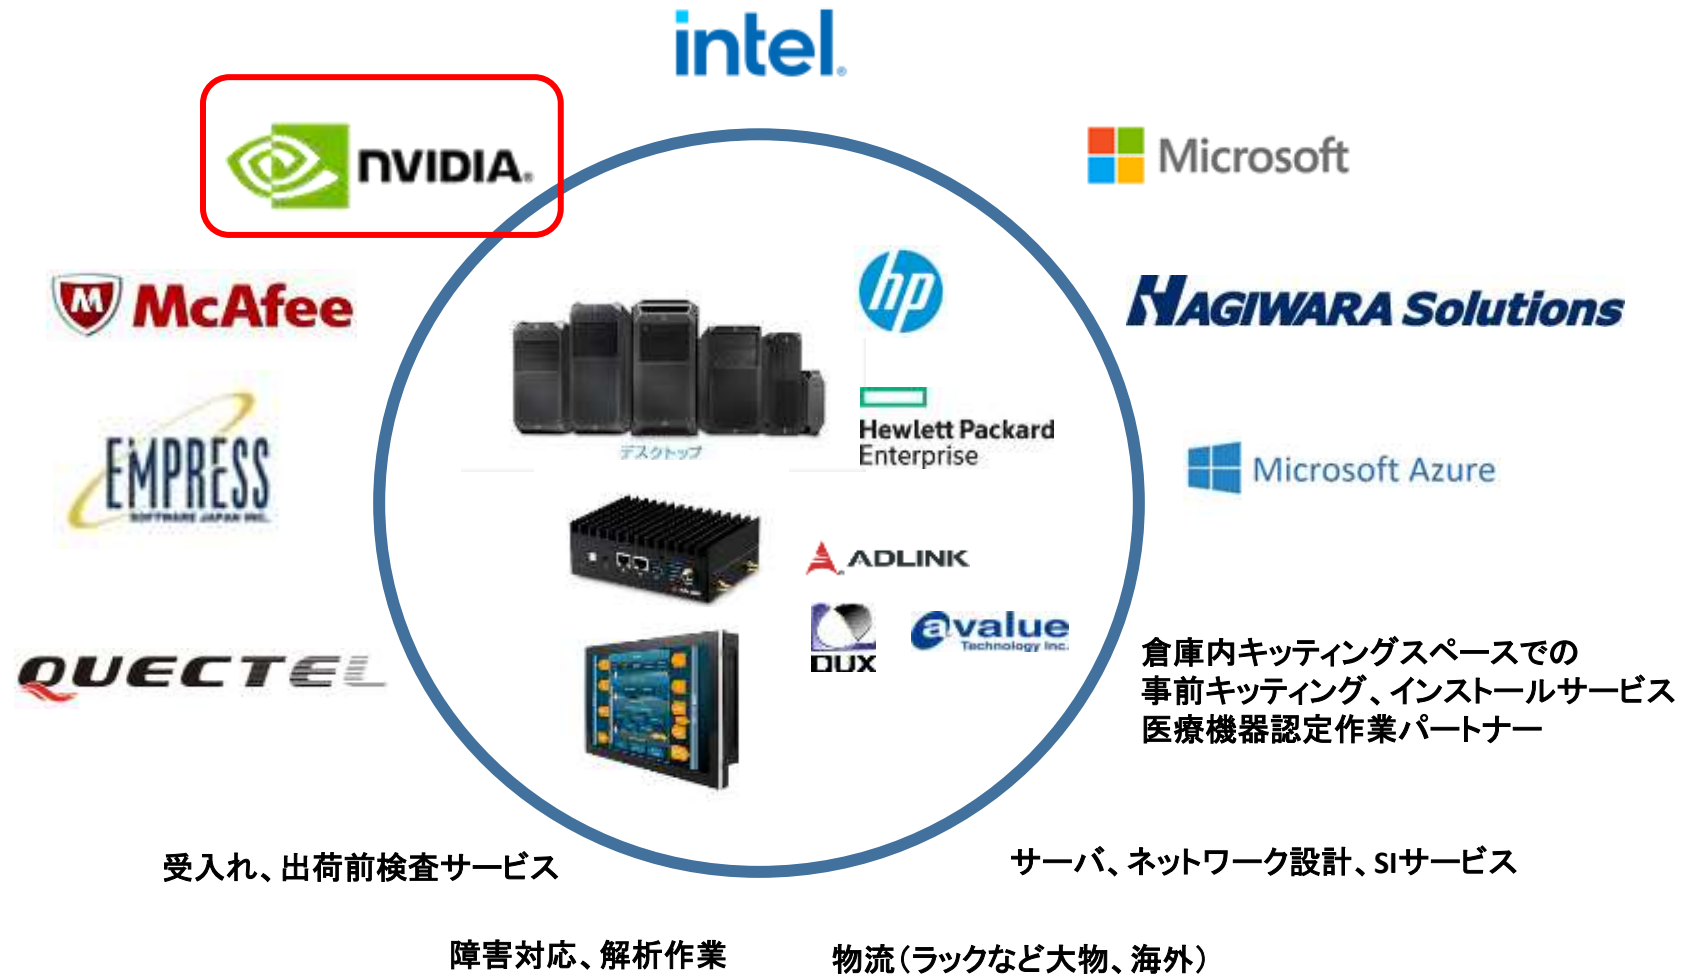 intel.
NVIDIA.
Microsoft
McAfee
hp
HAGIWARA Solutions
デスクトップ
Hewlett Packard
Enterprise
EMPRESS
SOFTWARE JAPAN INC.
Microsoft Azure
ADLINK
DUX
avalue
Technology Inc.
QUECTEL
倉庫内キッティングスペースでの
事前キッティング、インストールサービス
医療機器認定作業パートナー
受入れ、出荷前検査サービス
サーバ、ネットワーク設計、SIサービス
障害対応、解析作業
物流（ラックなど大物、海外）